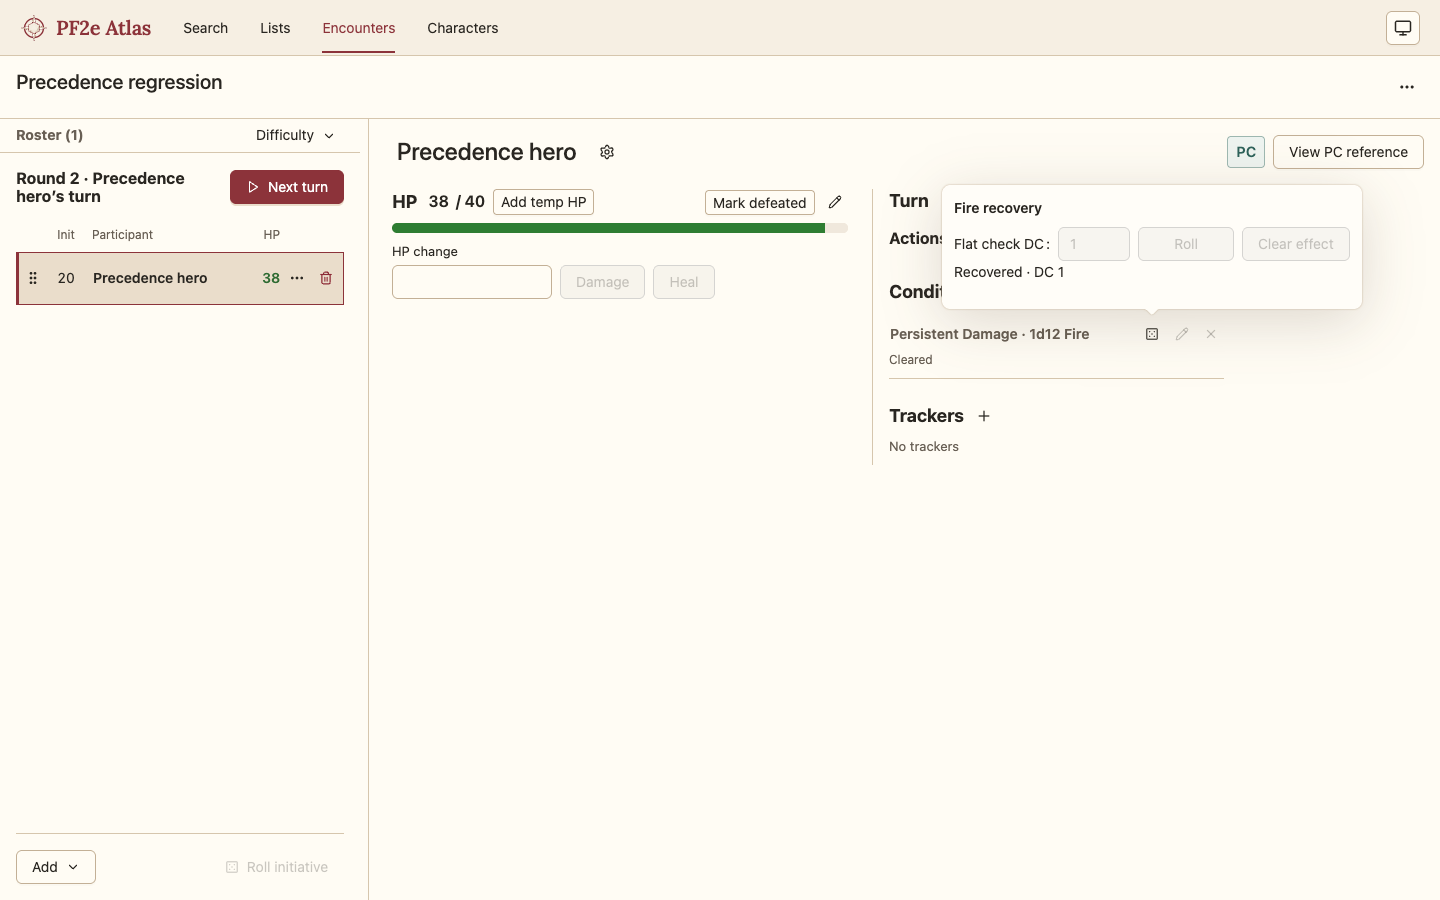 PF2e Atlas
Search
Lists
Encounters
Characters
Precedence regression
Roster (1)
Difficulty
Round 2 · Precedence
hero’s turn
Next turn
Init
Participant
HP
20
Precedence hero
38
Add
Roll initiative
Precedence hero
PC
View PC reference
HP
38 / 40
Add temp HP
Mark defeated
HP change
Damage
Heal
Turn
Actions
Fire recovery
Flat check DC:
1
Roll
Clear effect
Recovered · DC 1
Persistent Damage · 1d12 Fire
Cleared
Trackers
No trackers